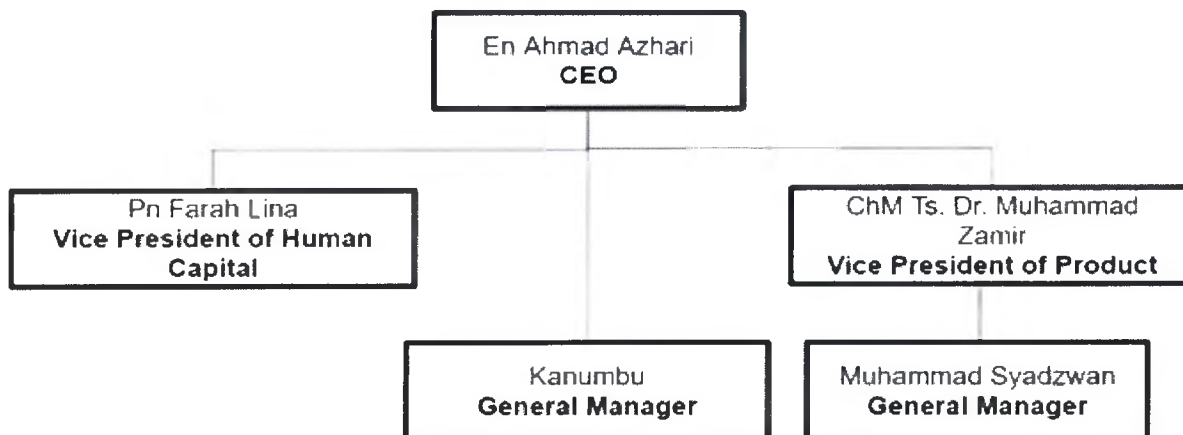 En Ahmad Azhari
CEO
Pn Farah Lina
Vice President of Human
Capital
ChM Ts. Dr. Muhammad
Zamir
Vice President of Product
Kanumbu
General Manager
Muhammad Syadzwan
General Manager